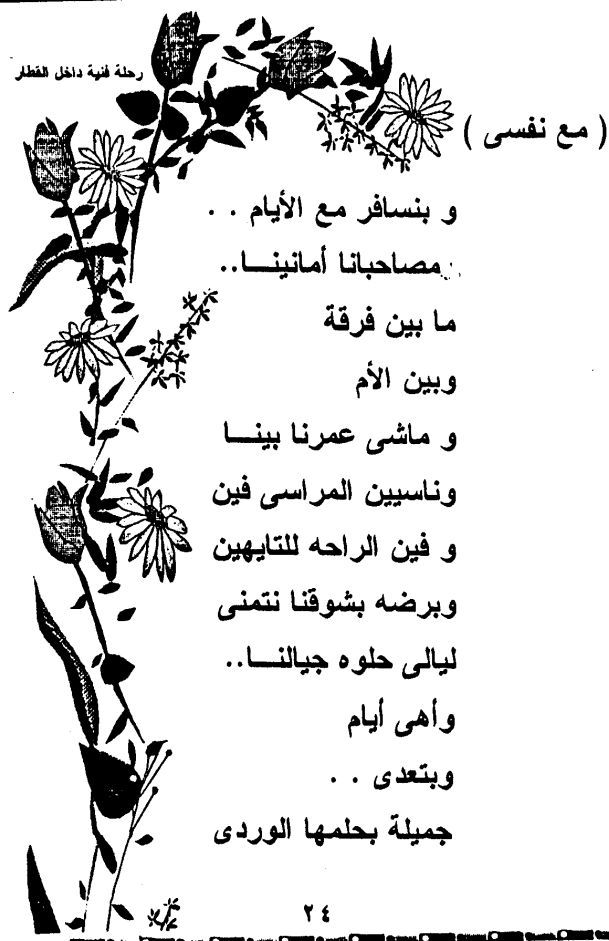 رحلة فنية داخل القطار
( مع نفسى )
و بنسافر مع الأيام . .
مصاحبانا أمانينـــا..
ما بين فرقة
وبين الأم
و ماشى عمرنا بينـــا
وناسيين المراسى فين
و فين الراحه للتايهين
وبرضه بشوقنا نتمنى
ليالى حلوه جيالنـــا..
وأهى أيام
وبتعدى . .
جميلة بحلمها الوردى
٢٤